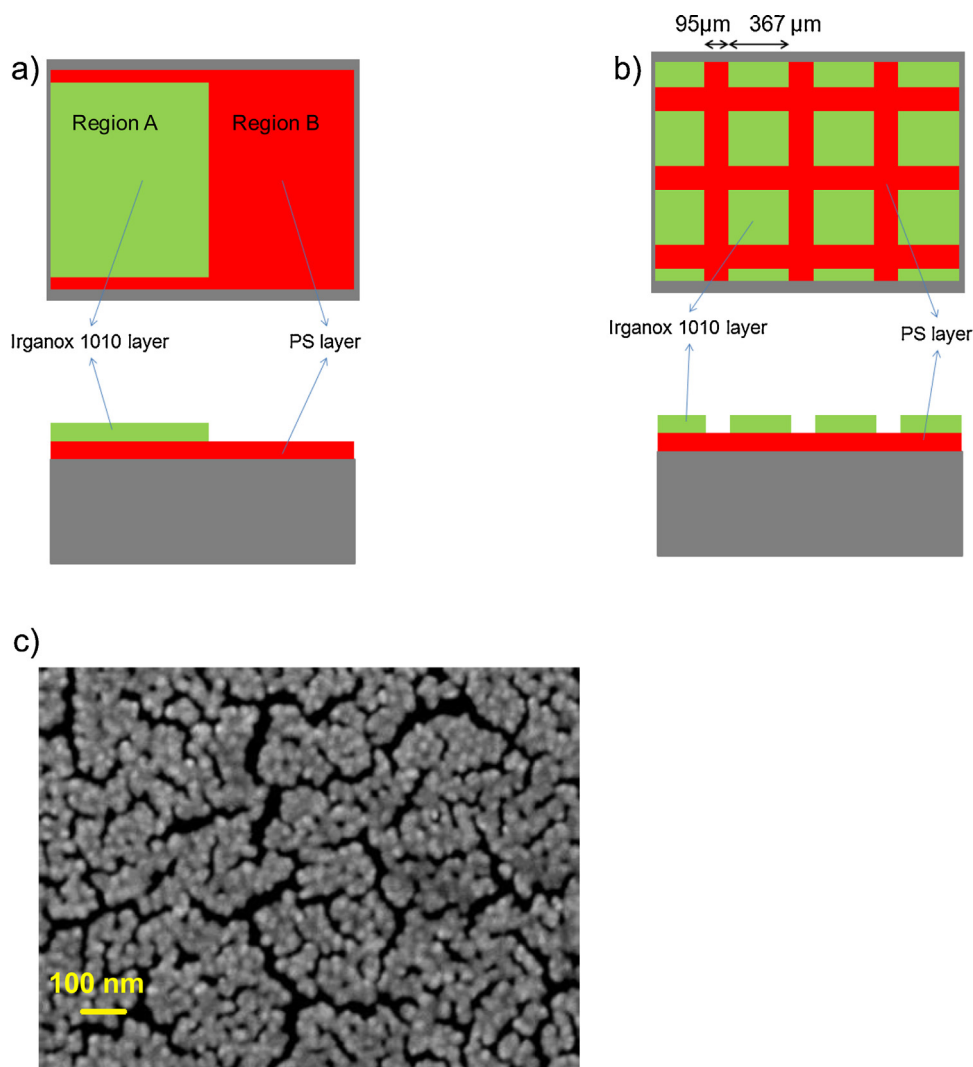 a)
Region A
Region B
Irganox 1010 layer
PS layer
b)
95µm
367 µm
Irganox 1010 layer
PS layer
c)
100 nm